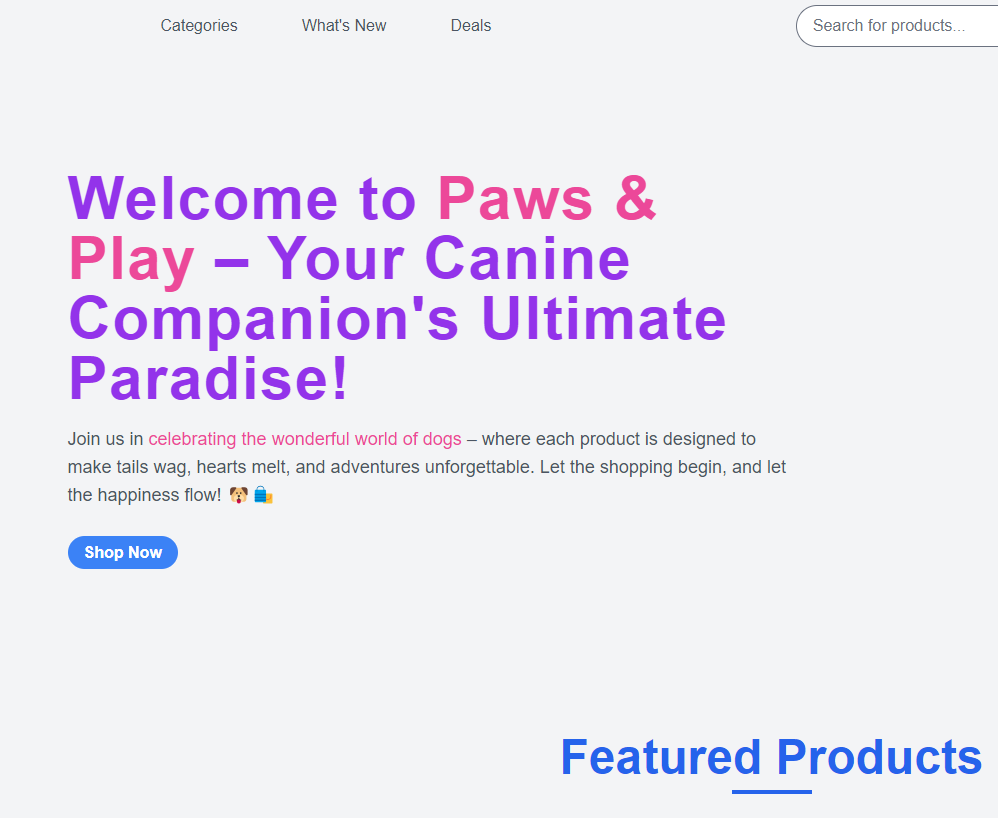 Categories What's New Deals Search for products...
Welcome to Paws &
Play – Your Canine
Companion's Ultimate
Paradise!
Join us in celebrating the wonderful world of dogs – where each product is designed to
make tails wag, hearts melt, and adventures unforgettable. Let the shopping begin, and let
the happiness flow! 🐶🛍️
Shop Now
Featured Products